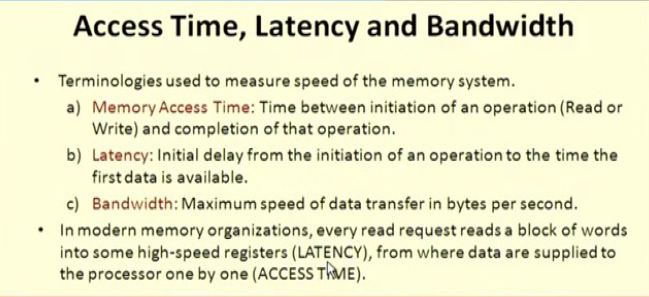 Access Time, Latency and Bandwidth
• Terminologies used to measure speed of the memory system.
a) Memory Access Time: Time between initiation of an operation (Read or
Write) and completion of that operation.
b) Latency: Initial delay from the initiation of an operation to the time the
first data is available.
c) Bandwidth: Maximum speed of data transfer in bytes per second.
• In modern memory organizations, every read request reads a block of words
into some high-speed registers (LATENCY), from where data are supplied to
the processor one by one (ACCESS TIME).